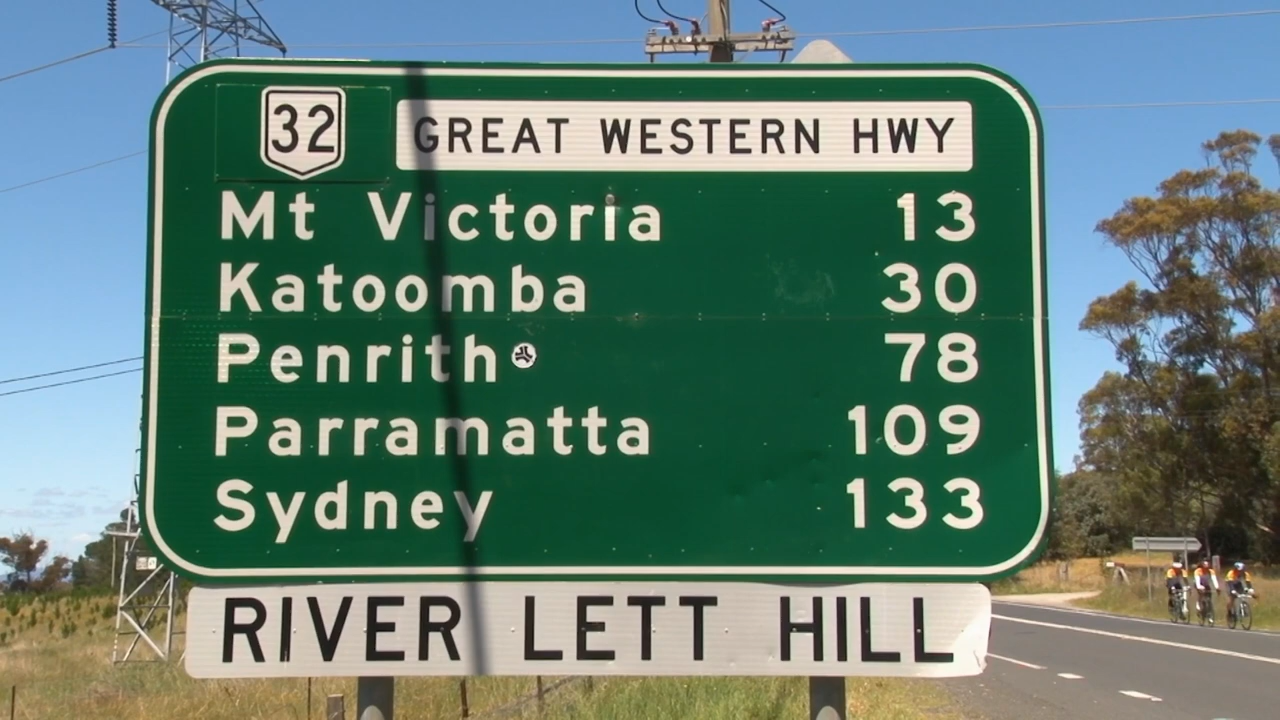 32 GREAT WESTERN HWY
Mt Victoria 13
Katoomba 30
Penrith 78
Parramatta 109
Sydney 133
RIVER LETT HILL